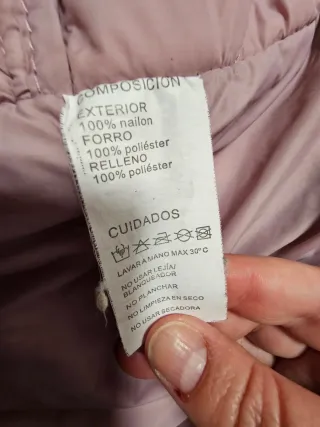 COMPOSICIÓN
EXTERIOR
100% nailon
FORRO
100% poliéster
RELLENO
100% poliéster
CUIDADOS
LAVAR A MANO MAX 30° C
NO USAR LEJÍA/
BLANQUEADOR
NO PLANCHAR
NO LIMPIEZA EN SECO
NO USAR SECADORA